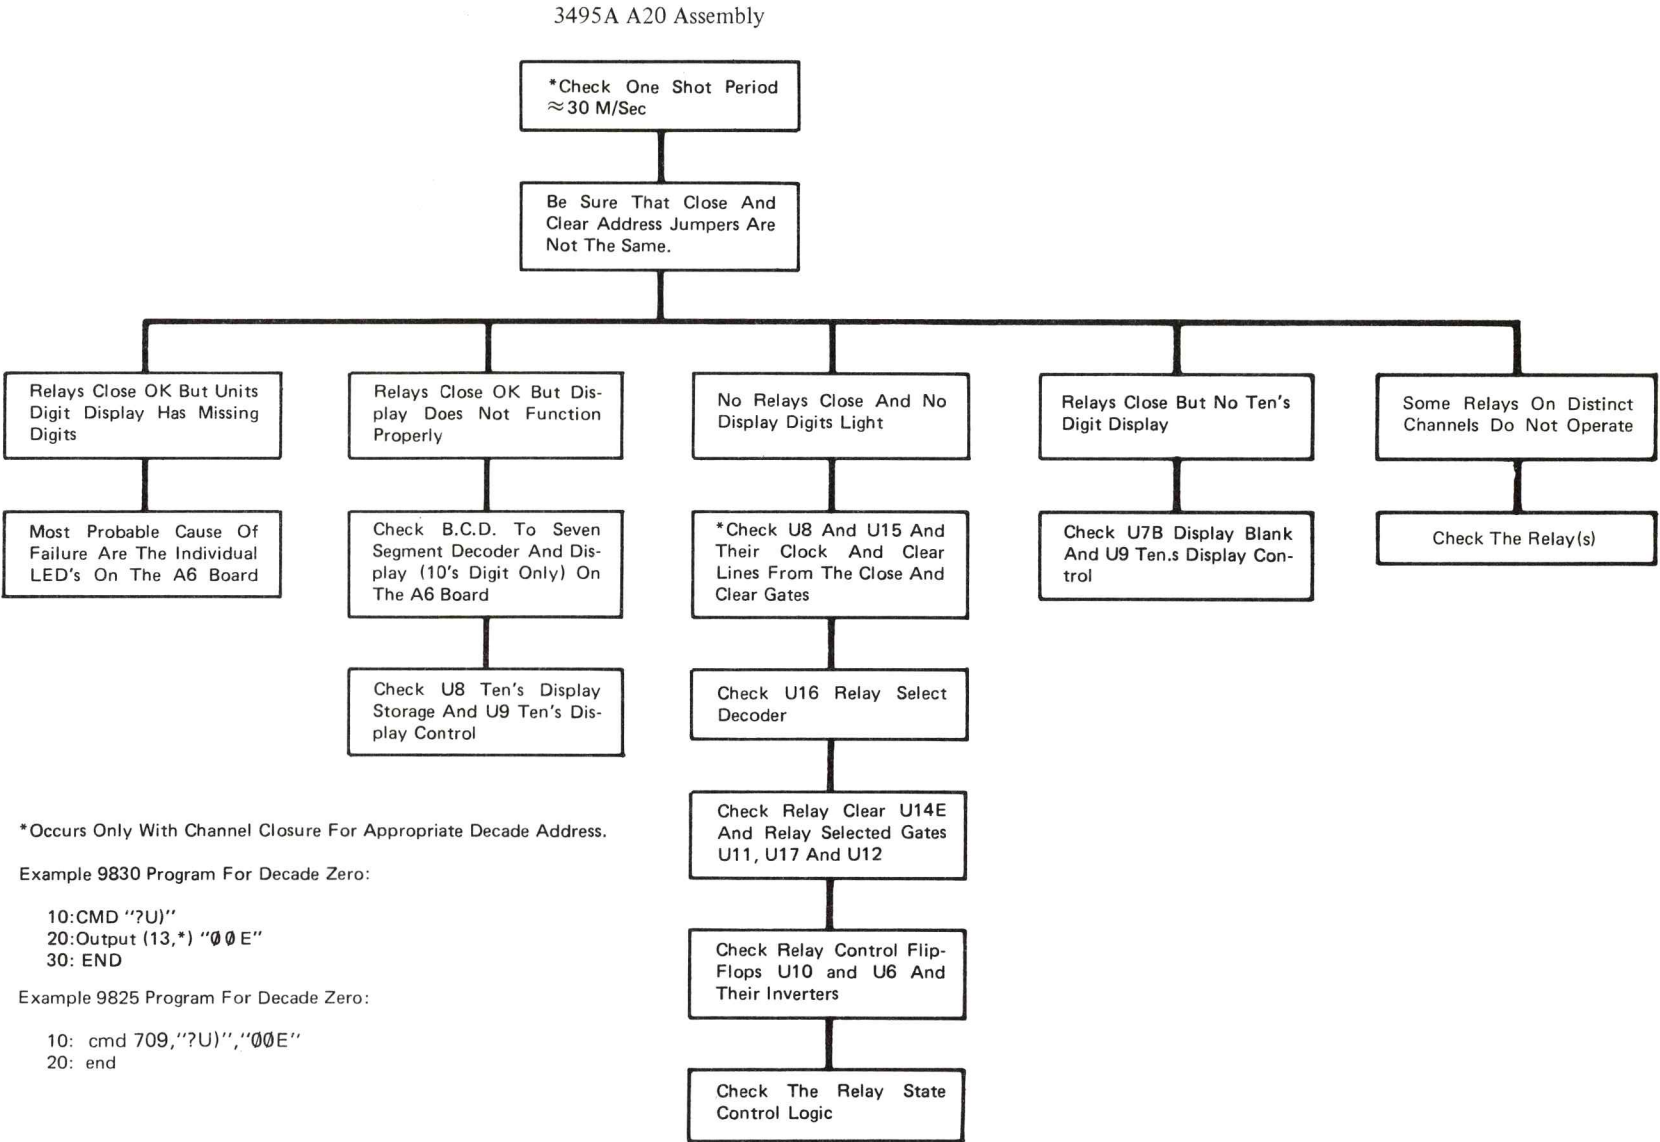 3495A A20 Assembly
*Check One Shot Period
≈30 M/Sec
Be Sure That Close And
Clear Address Jumpers Are
Not The Same.
Relays Close OK But Units
Digit Display Has Missing
Digits
Most Probable Cause Of
Failure Are The Individual
LED's On The A6 Board
Relays Close OK But Dis-
play Does Not Function
Properly
Check B.C.D. To Seven
Segment Decoder And Dis-
play (10's Digit Only) On
The A6 Board
Check U8 Ten's Display
Storage And U9 Ten's Dis-
play Control
No Relays Close And No
Display Digits Light
*Check U8 And U15 And
Their Clock And Clear
Lines From The Close And
Clear Gates
Check U16 Relay Select
Decoder
Check Relay Clear U14E
And Relay Selected Gates
U11, U17 And U12
Check Relay Control Flip-
Flops U10 and U6 And
Their Inverters
Check The Relay State
Control Logic
Relays Close But No Ten's
Digit Display
Check U7B Display Blank
And U9 Ten.s Display Con-
trol
Some Relays On Distinct
Channels Do Not Operate
Check The Relay(s)
*Occurs Only With Channel Closure For Appropriate Decade Address.
Example 9830 Program For Decade Zero:
10:CMD ''?U)''
20:Output (13,*) "0̸ 0̸ E"
30: END
Example 9825 Program For Decade Zero:
10: cmd 709,''?U)'',''0̸0̸E''
20: end